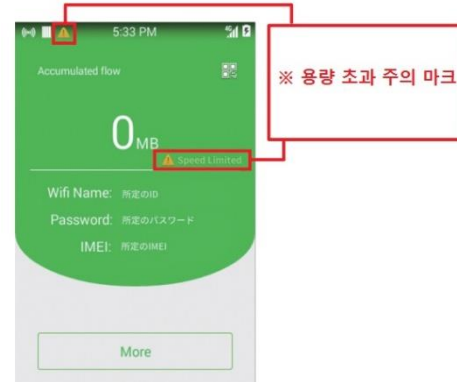 5:33 PM
4G
Accumulated flow
※ 용량 초과 주의 마크
0MB
Speed Limited
Wifi Name: 所定のID
Password: 所定のパスワード
IMEI: 所定のIMEI
More